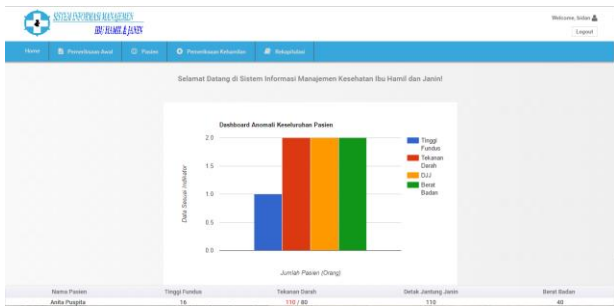 SISTEM INFORMASI MANAJEMEN
IBU HAMIL & JANIN
Welcome, bidan
Logout
Home
Pemeriksaan Awal
Pasien
Pemeriksaan Kehamilan
Rekapitulasi
Selamat Datang di Sistem Informasi Manajemen Kesehatan Ibu Hamil dan Janin!
Dashboard Anomali Keseluruhan Pasien
2.0
1.5
1.0
0.5
0.0
Data Sesuai Indikator
Jumlah Pasien (Orang)
Tinggi
Fundus
Tekanan
Darah
DJJ
Berat
Badan
Nama Pasien Tinggi Fundus Tekanan Darah Detak Jantung Janin Berat Badan
Anita Puspita 16 110 / 80 110 40